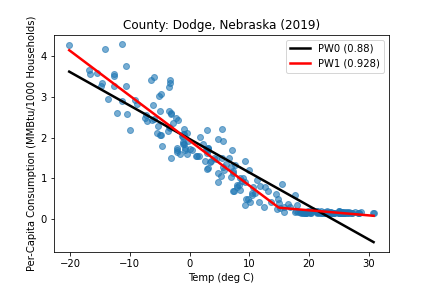 County: Dodge, Nebraska (2019)
PW0 (0.88)
PW1 (0.928)
Per-Capita Consumption (MMBtu/1000 Households)
4
3
2
1
0
−20
−10
0
10
20
30
Temp (deg C)